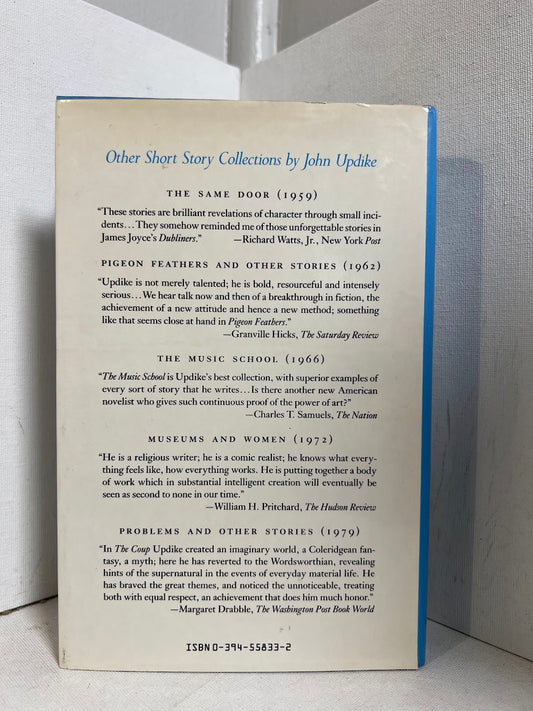 Other Short Story Collections by John Updike
THE SAME DOOR (1959)
"These stories are brilliant revelations of character through small inci-
dents...They somehow reminded me of those unforgettable stories in
James Joyce's Dubliners." —Richard Watts, Jr., New York Post
PIGEON FEATHERS AND OTHER STORIES (1962)
"Updike is not merely talented; he is bold, resourceful and intensely
serious...We hear talk now and then of a breakthrough in fiction, the
achievement of a new attitude and hence a new method; something
like that seems close at hand in Pigeon Feathers."
—Granville Hicks, The Saturday Review
THE MUSIC SCHOOL (1966)
"The Music School is Updike's best collection, with superior examples of
every sort of story that he writes...Is there another new American
novelist who gives such continuous proof of the power of art?"
—Charles T. Samuels, The Nation
MUSEUMS AND WOMEN (1972)
"He is a religious writer; he is a comic realist; he knows what every-
thing feels like, how everything works. He is putting together a body
of work which in substantial intelligent creation will eventually
be seen as second to none in our time."
—William H. Pritchard, The Hudson Review
PROBLEMS AND OTHER STORIES (1979)
"In The Coup Updike created an imaginary world, a Coleridgean fan-
tasy, a myth; here he has reverted to the Wordsworthian, revealing
hints of the supernatural in the events of everyday material life. He
has braved the great themes, and noticed the unnoticeable, treating
both with equal respect, an achievement that does him much honor."
—Margaret Drabble, The Washington Post Book World
ISBN 0-394-55833-2